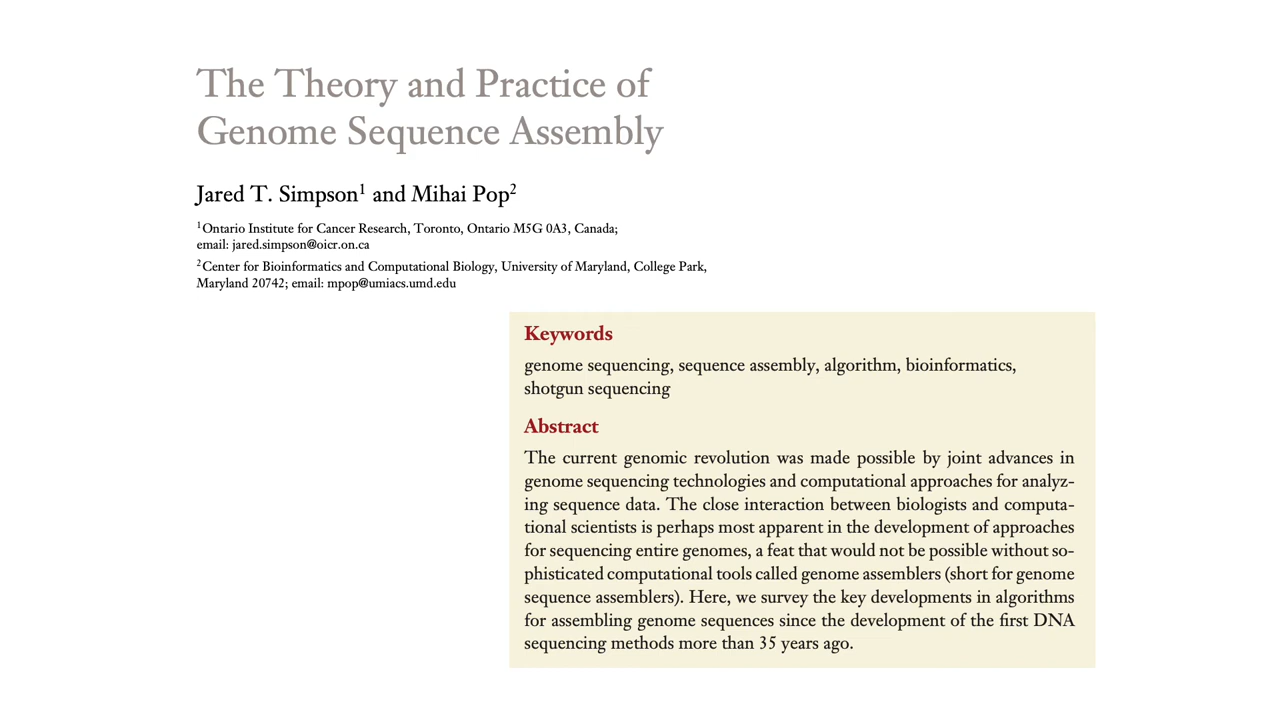 The Theory and Practice of
Genome Sequence Assembly
Jared T. Simpson¹ and Mihai Pop²
¹Ontario Institute for Cancer Research, Toronto, Ontario M5G 0A3, Canada;
email: jared.simpson@oicr.on.ca
²Center for Bioinformatics and Computational Biology, University of Maryland, College Park,
Maryland 20742; email: mpop@umiacs.umd.edu
Keywords
genome sequencing, sequence assembly, algorithm, bioinformatics,
shotgun sequencing
Abstract
The current genomic revolution was made possible by joint advances in
genome sequencing technologies and computational approaches for analyz-
ing sequence data. The close interaction between biologists and computa-
tional scientists is perhaps most apparent in the development of approaches
for sequencing entire genomes, a feat that would not be possible without so-
phisticated computational tools called genome assemblers (short for genome
sequence assemblers). Here, we survey the key developments in algorithms
for assembling genome sequences since the development of the first DNA
sequencing methods more than 35 years ago.